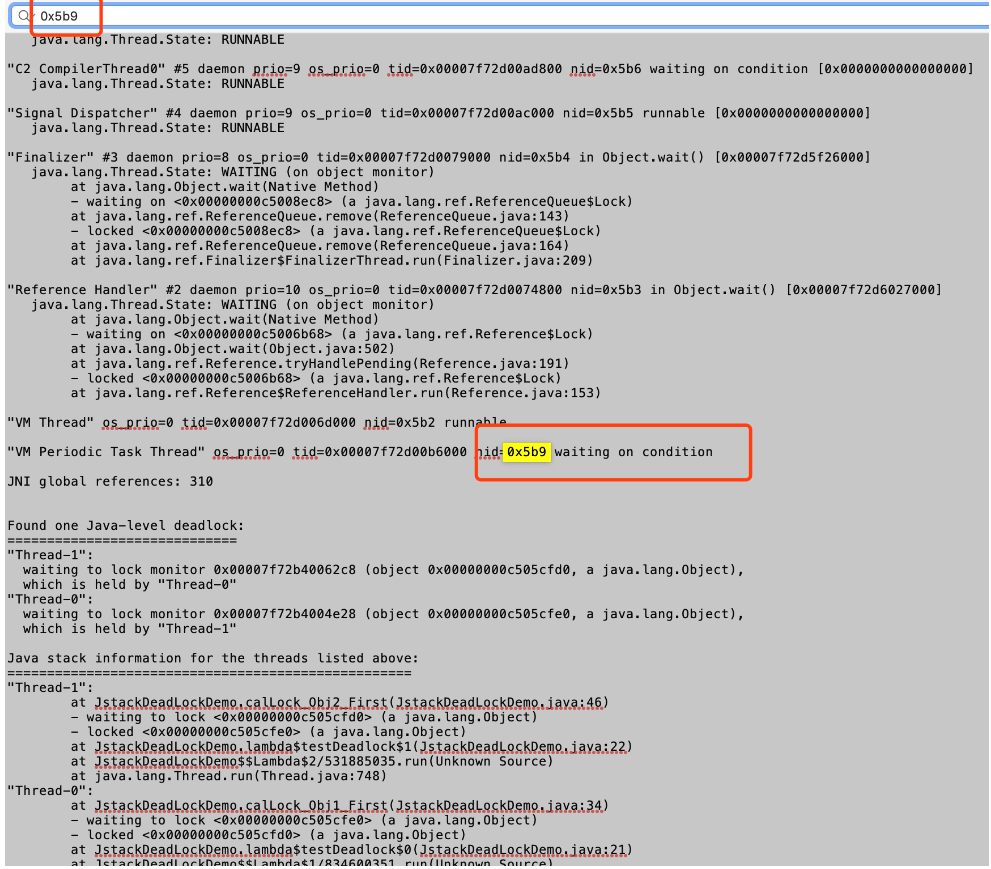 0x5b9
   java.lang.Thread.State: RUNNABLE
"C2 CompilerThread0" #5 daemon prio=9 os_prio=0 tid=0x00007f72d00ad800 nid=0x5b6 waiting on condition [0x0000000000000000]
   java.lang.Thread.State: RUNNABLE
"Signal Dispatcher" #4 daemon prio=9 os_prio=0 tid=0x00007f72d00ac000 nid=0x5b5 runnable [0x0000000000000000]
   java.lang.Thread.State: RUNNABLE
"Finalizer" #3 daemon prio=8 os_prio=0 tid=0x00007f72d0079000 nid=0x5b4 in Object.wait() [0x00007f72d5f26000]
   java.lang.Thread.State: WAITING (on object monitor)
        at java.lang.Object.wait(Native Method)
        - waiting on <0x00000000c5008ec8> (a java.lang.ref.ReferenceQueue$Lock)
        at java.lang.ref.ReferenceQueue.remove(ReferenceQueue.java:143)
        - locked <0x00000000c5008ec8> (a java.lang.ref.ReferenceQueue$Lock)
        at java.lang.ref.ReferenceQueue.remove(ReferenceQueue.java:164)
        at java.lang.ref.Finalizer$FinalizerThread.run(Finalizer.java:209)
"Reference Handler" #2 daemon prio=10 os_prio=0 tid=0x00007f72d0074800 nid=0x5b3 in Object.wait() [0x00007f72d6027000]
   java.lang.Thread.State: WAITING (on object monitor)
        at java.lang.Object.wait(Native Method)
        - waiting on <0x00000000c5006b68> (a java.lang.ref.Reference$Lock)
        at java.lang.Object.wait(Object.java:502)
        at java.lang.ref.Reference.tryHandlePending(Reference.java:191)
        - locked <0x00000000c5006b68> (a java.lang.ref.Reference$Lock)
        at java.lang.ref.Reference$ReferenceHandler.run(Reference.java:153)
"VM Thread" os_prio=0 tid=0x00007f72d006d000 nid=0x5b2 runnable
"VM Periodic Task Thread" os_prio=0 tid=0x00007f72d00b6000 nid=0x5b9 waiting on condition
JNI global references: 310
Found one Java-level deadlock:
=============================
"Thread-1":
  waiting to lock monitor 0x00007f72b40062c8 (object 0x00000000c505cfd0, a java.lang.Object),
  which is held by "Thread-0"
"Thread-0":
  waiting to lock monitor 0x00007f72b4004e28 (object 0x00000000c505cfe0, a java.lang.Object),
  which is held by "Thread-1"
Java stack information for the threads listed above:
===================================================
"Thread-1":
        at JstackDeadLockDemo.calLock_Obj2_First(JstackDeadLockDemo.java:46)
        - waiting to lock <0x00000000c505cfd0> (a java.lang.Object)
        - locked <0x00000000c505cfe0> (a java.lang.Object)
        at JstackDeadLockDemo.lambda$testDeadlock$1(JstackDeadLockDemo.java:22)
        at JstackDeadLockDemo$$Lambda$2/531885035.run(Unknown Source)
        at java.lang.Thread.run(Thread.java:748)
"Thread-0":
        at JstackDeadLockDemo.calLock_Obj1_First(JstackDeadLockDemo.java:34)
        - waiting to lock <0x00000000c505cfe0> (a java.lang.Object)
        - locked <0x00000000c505cfd0> (a java.lang.Object)
        at JstackDeadLockDemo.lambda$testDeadlock$0(JstackDeadLockDemo.java:21)
        at JstackDeadLockDemo$$Lambda$1/834600351.run(Unknown Source)